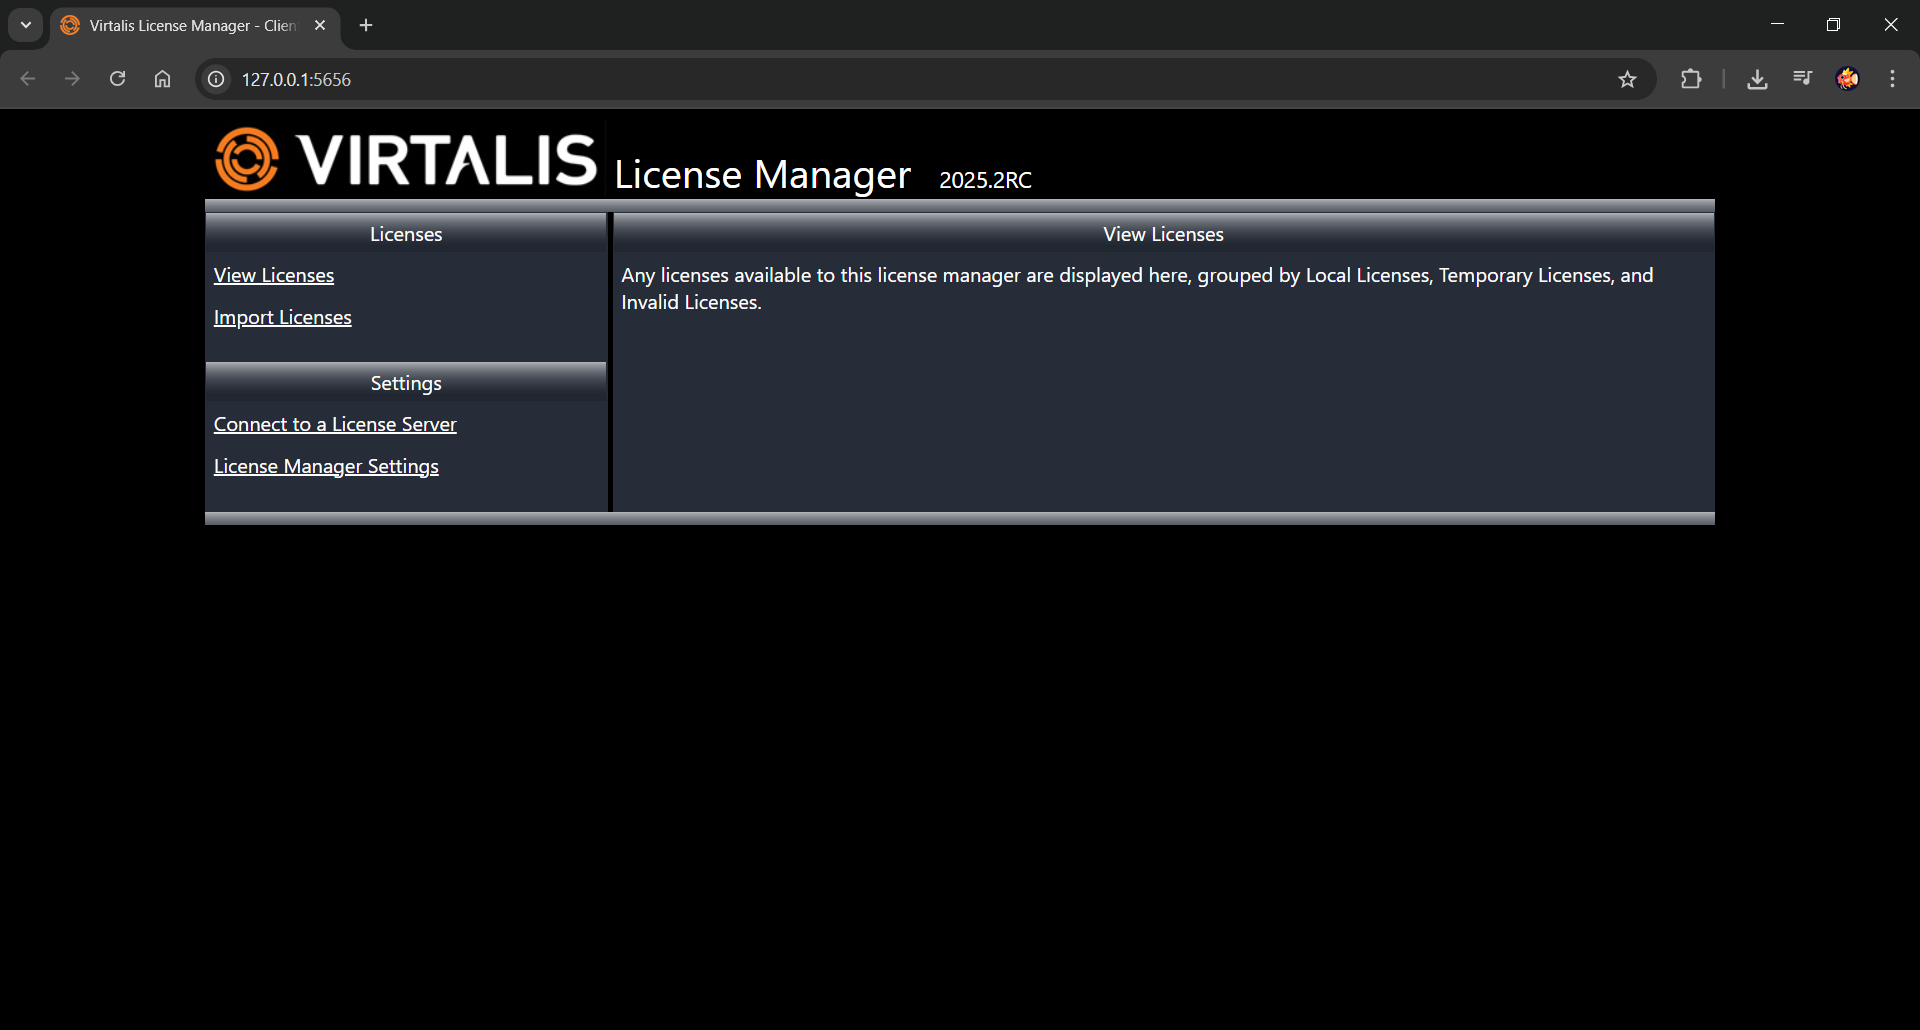 Virtalis License Manager - Clien
127.0.0.1:5656
VIRTALIS License Manager 2025.2RC
Licenses
View Licenses
Import Licenses
Settings
Connect to a License Server
License Manager Settings
View Licenses
Any licenses available to this license manager are displayed here, grouped by Local Licenses, Temporary Licenses, and
Invalid Licenses.